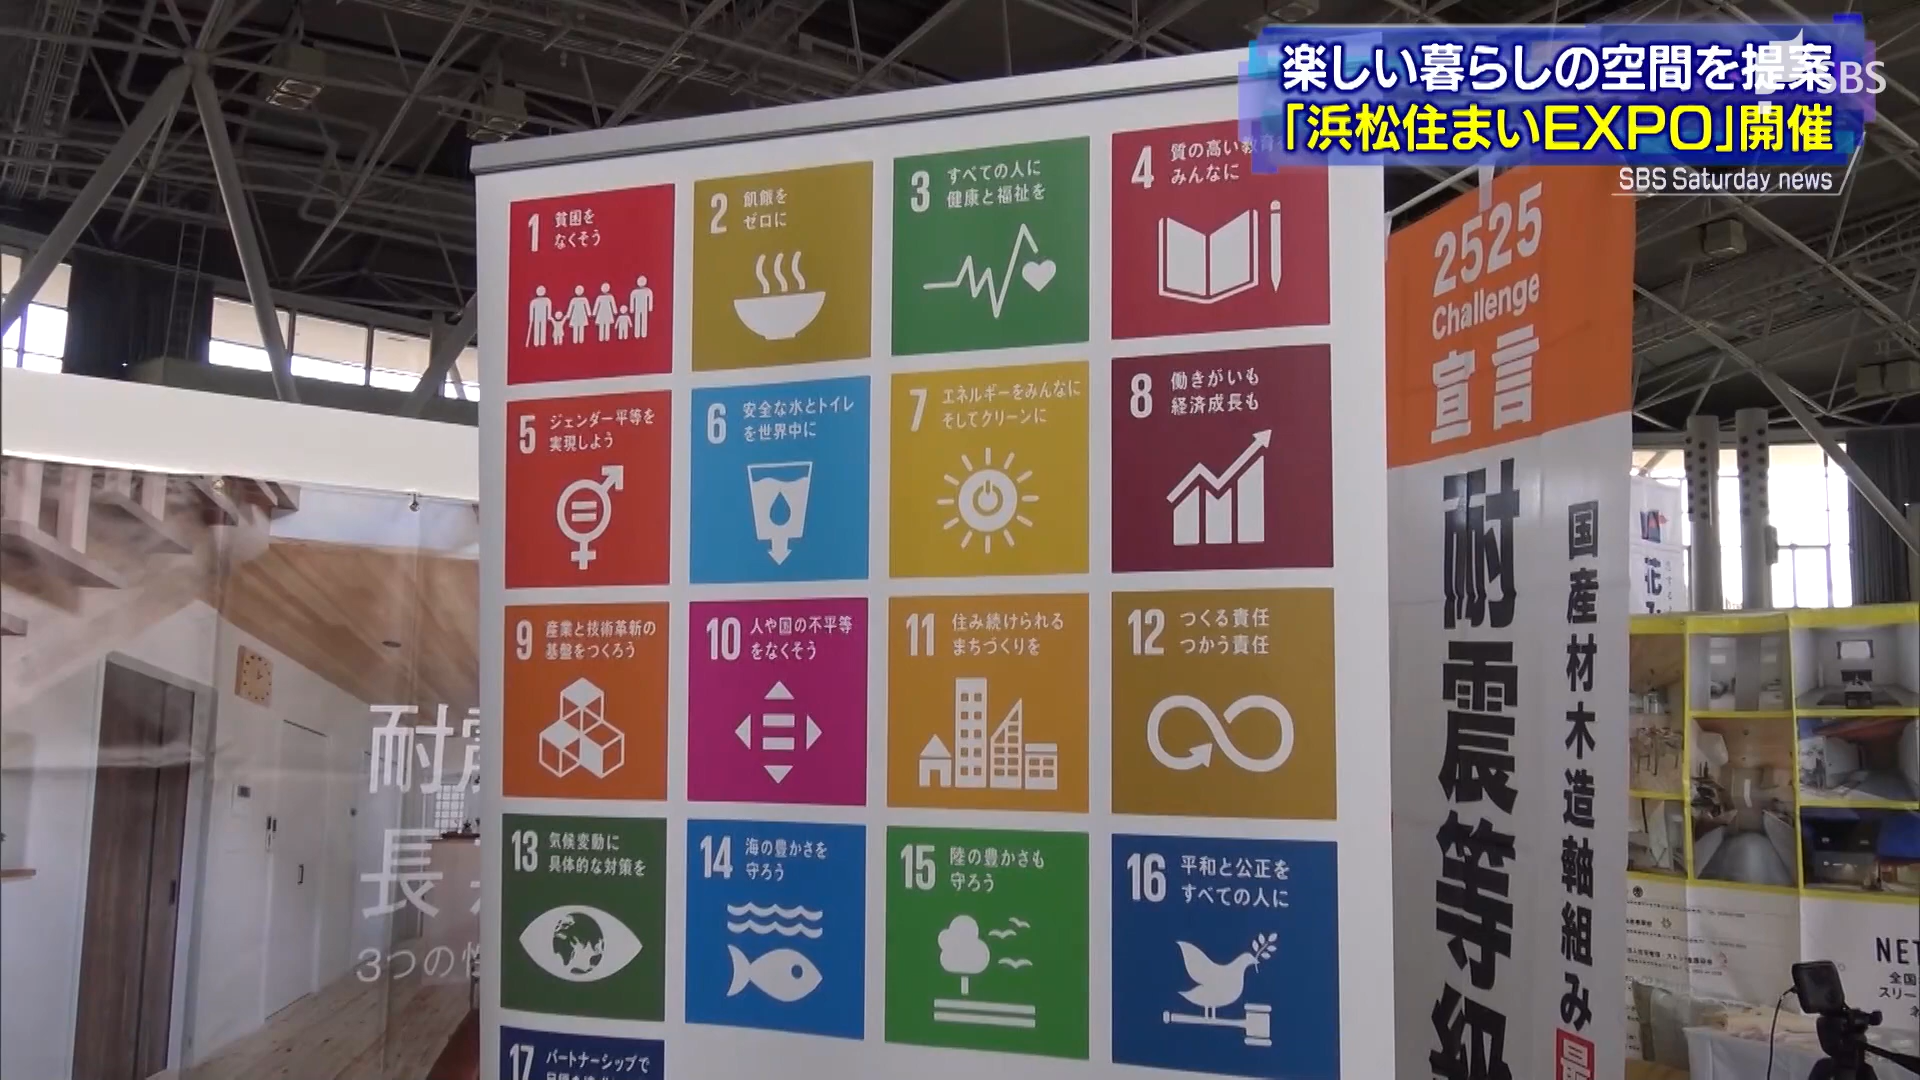 楽しい暮らしの空間を提案
「浜松住まいEXPO」開催
SBS
SBS Saturday news
1 貧困を
なくそう
2 飢餓を
ゼロに
3 すべての人に
健康と福祉を
4 質の高い教育を
みんなに
5 ジェンダー平等を
実現しよう
6 安全な水とトイレ
を世界中に
7 エネルギーをみんなに
そしてクリーンに
8 働きがいも
経済成長も
9 産業と技術革新の
基盤をつくろう
10 人や国の不平等
をなくそう
11 住み続けられる
まちづくりを
12 つくる責任
つかう責任
13 気候変動に
具体的な対策を
14 海の豊かさを
守ろう
15 陸の豊かさも
守ろう
16 平和と公正を
すべての人に
17 パートナーシップで
2525
Challenge
宣言
国産材木造軸組み最
耐震等級
耐震
長
3つの性
NET
全国
スリー